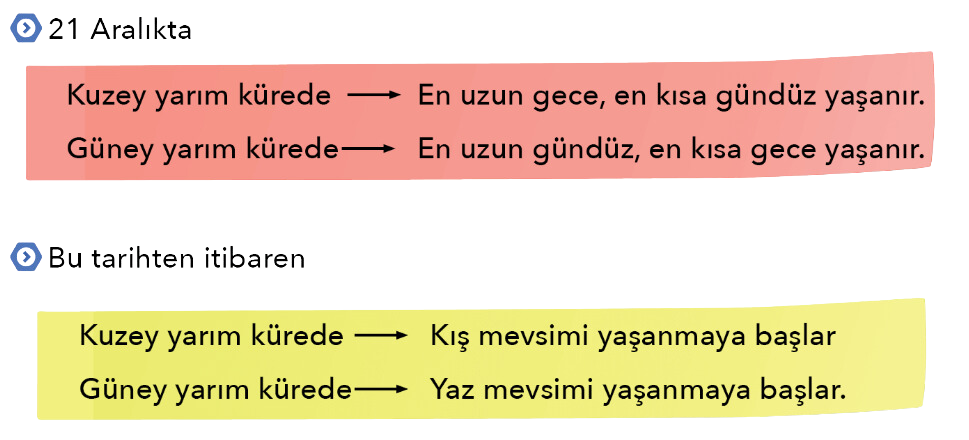 21 Aralıkta
Kuzey yarım kürede → En uzun gece, en kısa gündüz yaşanır.
Güney yarım kürede → En uzun gündüz, en kısa gece yaşanır.
Bu tarihten itibaren
Kuzey yarım kürede → Kış mevsimi yaşanmaya başlar
Güney yarım kürede → Yaz mevsimi yaşanmaya başlar.